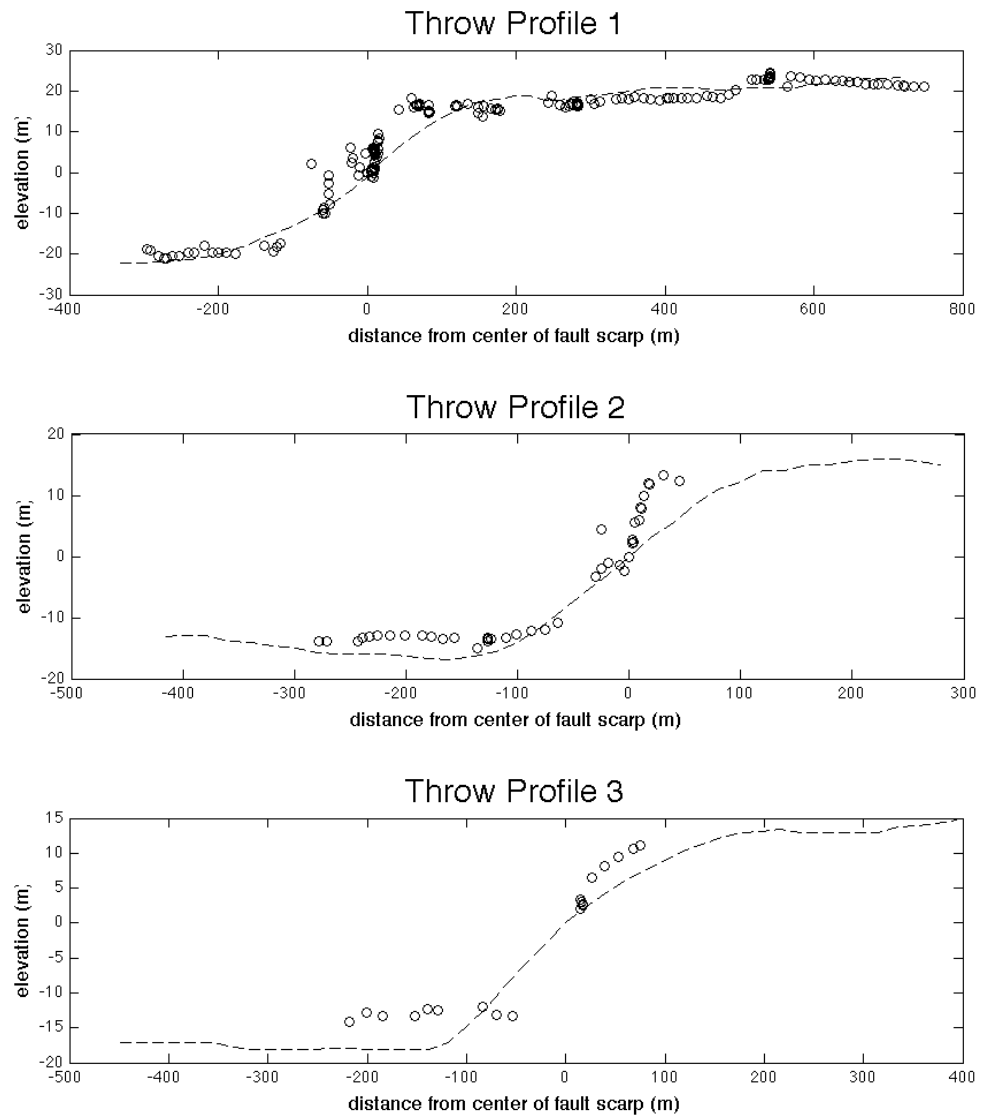 Throw Profile 1
30
20
10
0
-10
-20
-30
elevation (m)
-400 -200 0 200 400 600 800
distance from center of fault scarp (m)
Throw Profile 2
20
10
0
-10
-20
elevation (m)
-500 -400 -300 -200 -100 0 100 200 300
distance from center of fault scarp (m)
Throw Profile 3
15
10
5
0
-5
-10
-15
-20
elevation (m)
-500 -400 -300 -200 -100 0 100 200 300 400
distance from center of fault scarp (m)